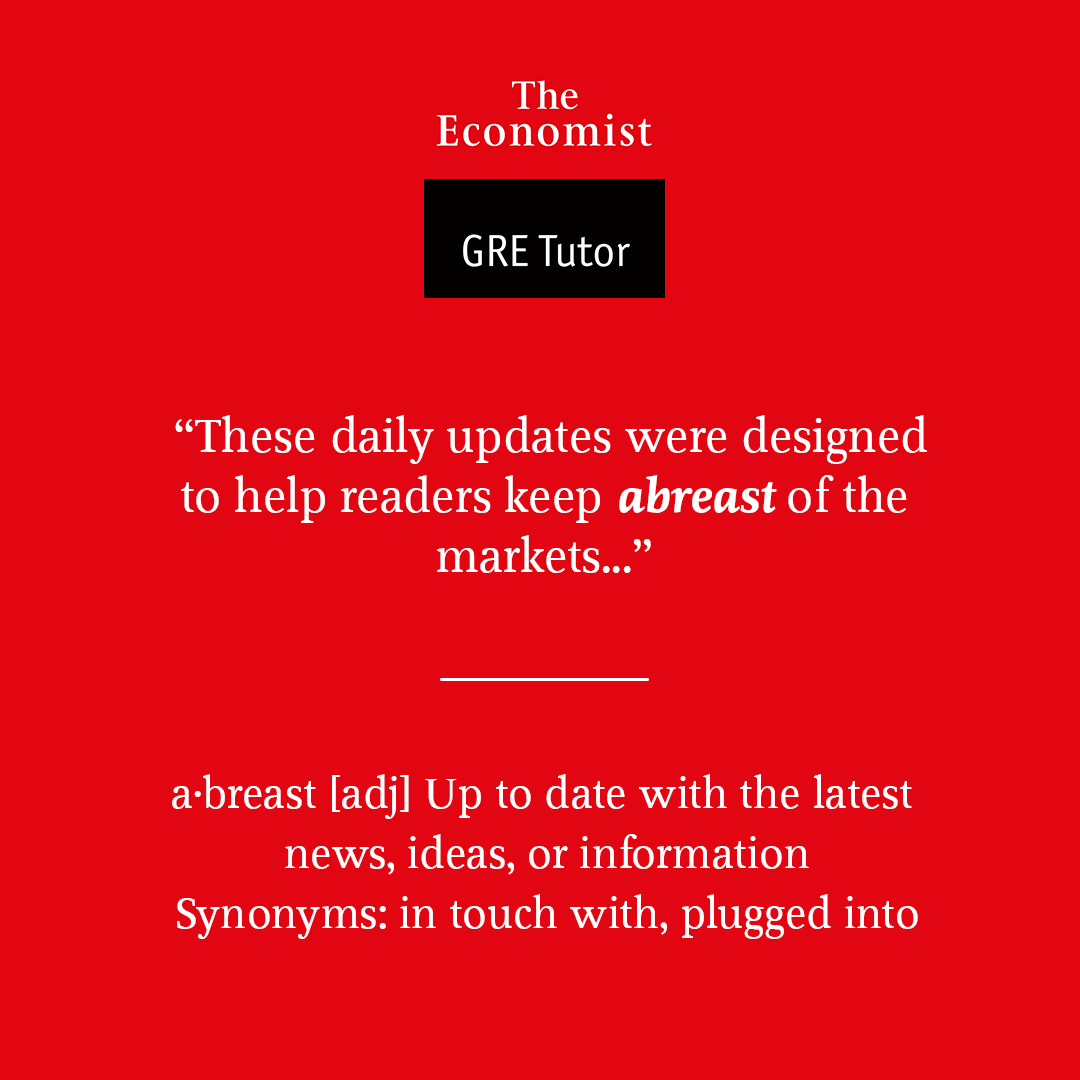 The
Economist
GRE Tutor
“These daily updates were designed
to help readers keep abreast of the
markets...”
a·breast [adj] Up to date with the latest
news, ideas, or information
Synonyms: in touch with, plugged into